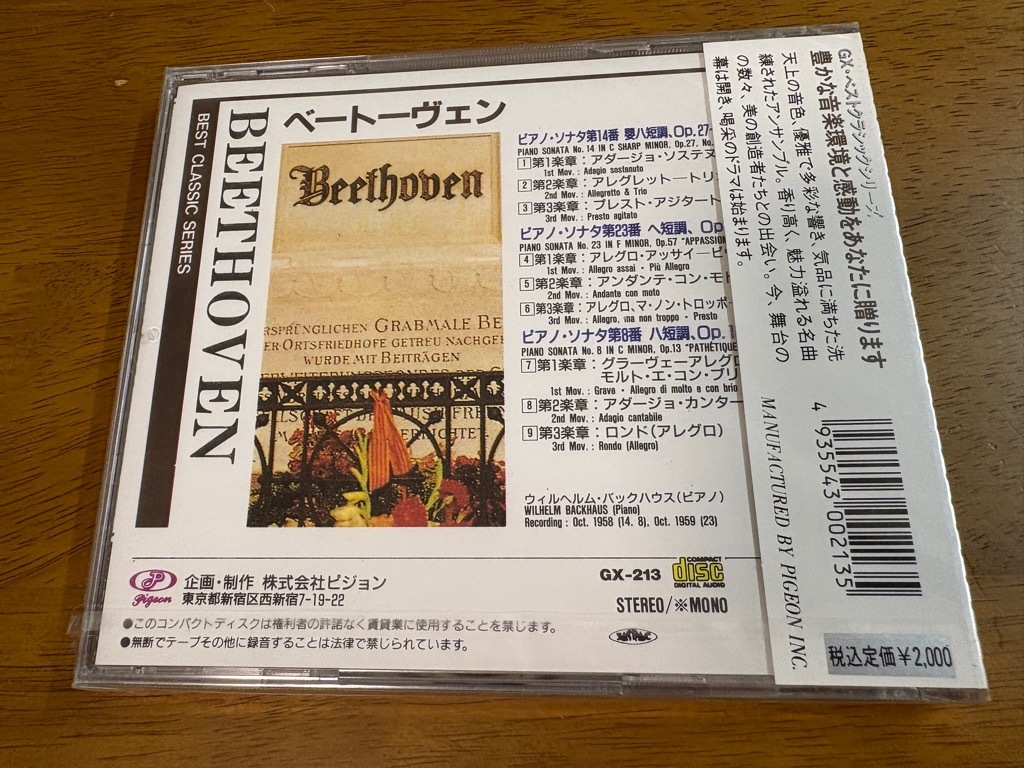 ベートーヴェン
BEETHOVEN
BEST CLASSIC SERIES
Beethoven
RSPRÜNGLICHEN GRABMALE BE
ER-ORTSFRIEDHOFE GETREU NACHGE
WURDE MIT BEITRÄGEN
ピアノ・ソナタ第14番 嬰ハ短調、Op.27-
PIANO SONATA No. 14 IN C SHARP MINOR, Op.27. No.
1 第1楽章：アダージョ・ソステヌ
1st Mov. : Adagio sostenuto
2 第2楽章：アレグレットートリ
2nd Mov. : Allegretto & Trio
3 第3楽章：プレスト・アジタート
3rd Mov. : Presto agitato
ピアノ・ソナタ第23番 ヘ短調、Op
PIANO SONATA No. 23 IN F MINOR, Op.57 "APPASSION
4 第1楽章：アレグロ・アッサイーピ
1st Mov. : Allegro assai - Più Allegro
5 第2楽章：アンダンテ・コン・モト
2nd Mov. : Andante con moto
6 第3楽章：アレグロ、マ・ノン・トロッポー
3rd Mov. : Allegro, ma non troppo - Presto
ピアノ・ソナタ第8番 ハ短調、Op.
PIANO SONATA No. 8 IN C MINOR, Op.13 "PATHÉTIQUE
7 第1楽章：グラーヴェーアレグロ
モルト・エ・コン・ブリ
1st Mov. : Grave - Allegro di molto e con brio
8 第2楽章：アダージョ・カンター
2nd Mov. : Adagio cantabile
9 第3楽章：ロンド（アレグロ）
3rd Mov. : Rondo (Allegro)
ウィルヘルム・バックハウス（ピアノ）
WILHELM BACKHAUS (Piano)
Recording : Oct. 1958 (14. 8), Oct. 1959 (23)
Pigeon
企画・制作 株式会社ピジョン
東京都新宿区西新宿7-19-22
GX-213
COMPACT
disc
DIGITAL AUDIO
STEREO/※MONO
●このコンパクトディスクは権利者の許諾なく賃貸業に使用することを禁じます。
●無断でテープその他に録音することは法律で禁じられています。
GX・ベストクラシックシリーズ!
豊かな音楽環境と感動をあなたに贈ります
天上の音色、優雅で多彩な響き 気品に満ちた洗
練されたアンサンブル。香り高く、魅力溢れる名曲
の数々、美の創造者たちとの出会い。今、舞台の
幕は開き、喝采のドラマは始まります。
MANUFACTURED BY PIGEON INC.
4935543002135
税込定価￥2,000